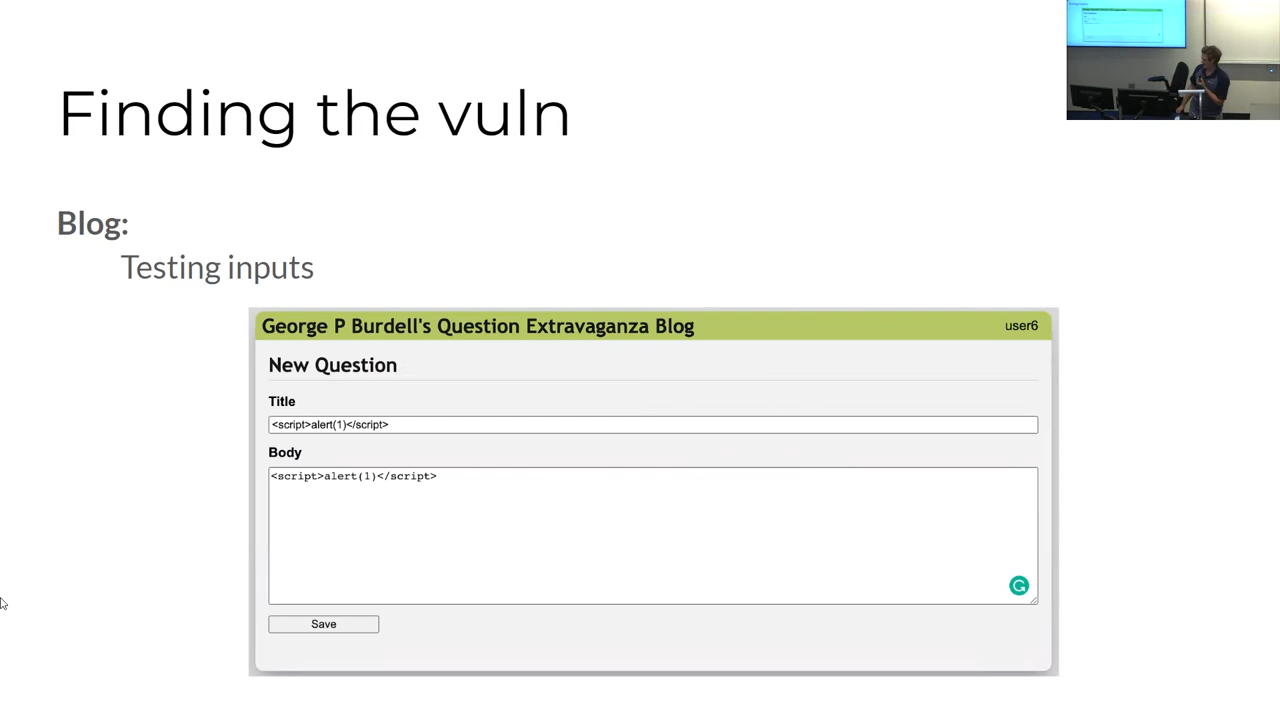 Finding the vuln
Blog:
Testing inputs
George P Burdell's Question Extravaganza Blog
user6
New Question
Title
<script>alert(1)</script>
Body
<script>alert(1)</script>
Save